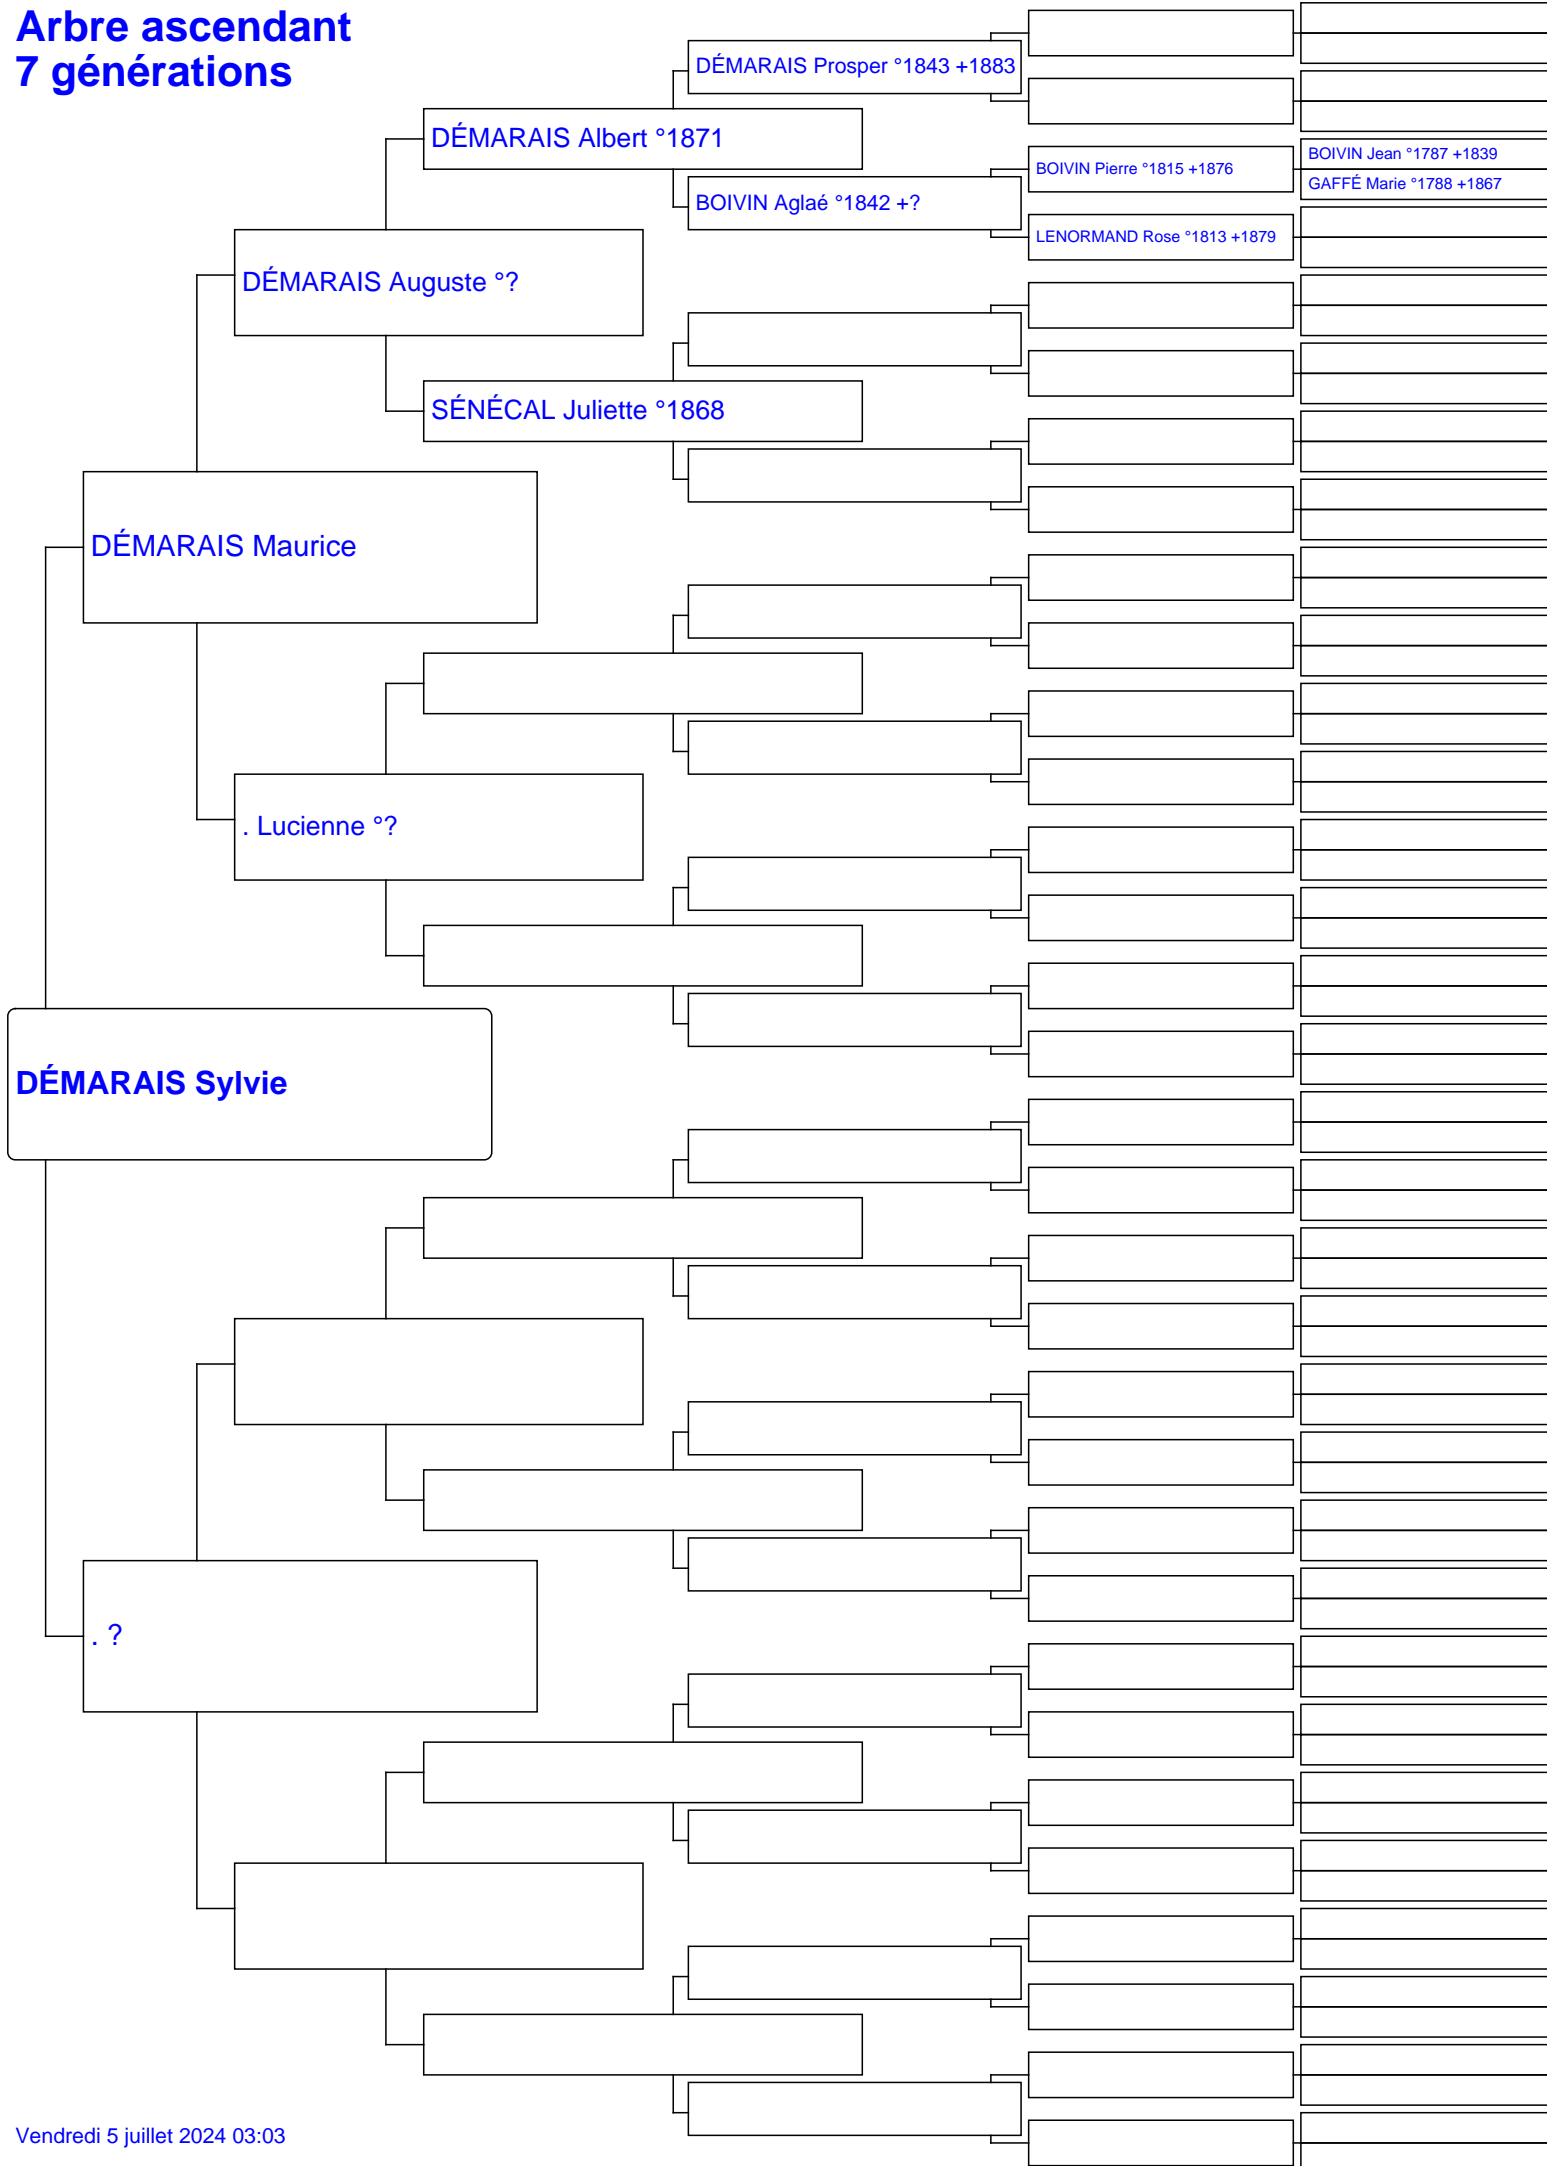 Arbre ascendant
7 générations
DÉMARAIS Prosper °1843 +1883
DÉMARAIS Albert °1871
BOIVIN Jean °1787 +1839
BOIVIN Pierre °1815 +1876
GAFFÉ Marie °1788 +1867
BOIVIN Aglaé °1842 +?
LENORMAND Rose °1813 +1879
DÉMARAIS Auguste °?
SÉNÉCAL Juliette °1868
DÉMARAIS Maurice
. Lucienne °?
DÉMARAIS Sylvie
. ?
Vendredi 5 juillet 2024 03:03